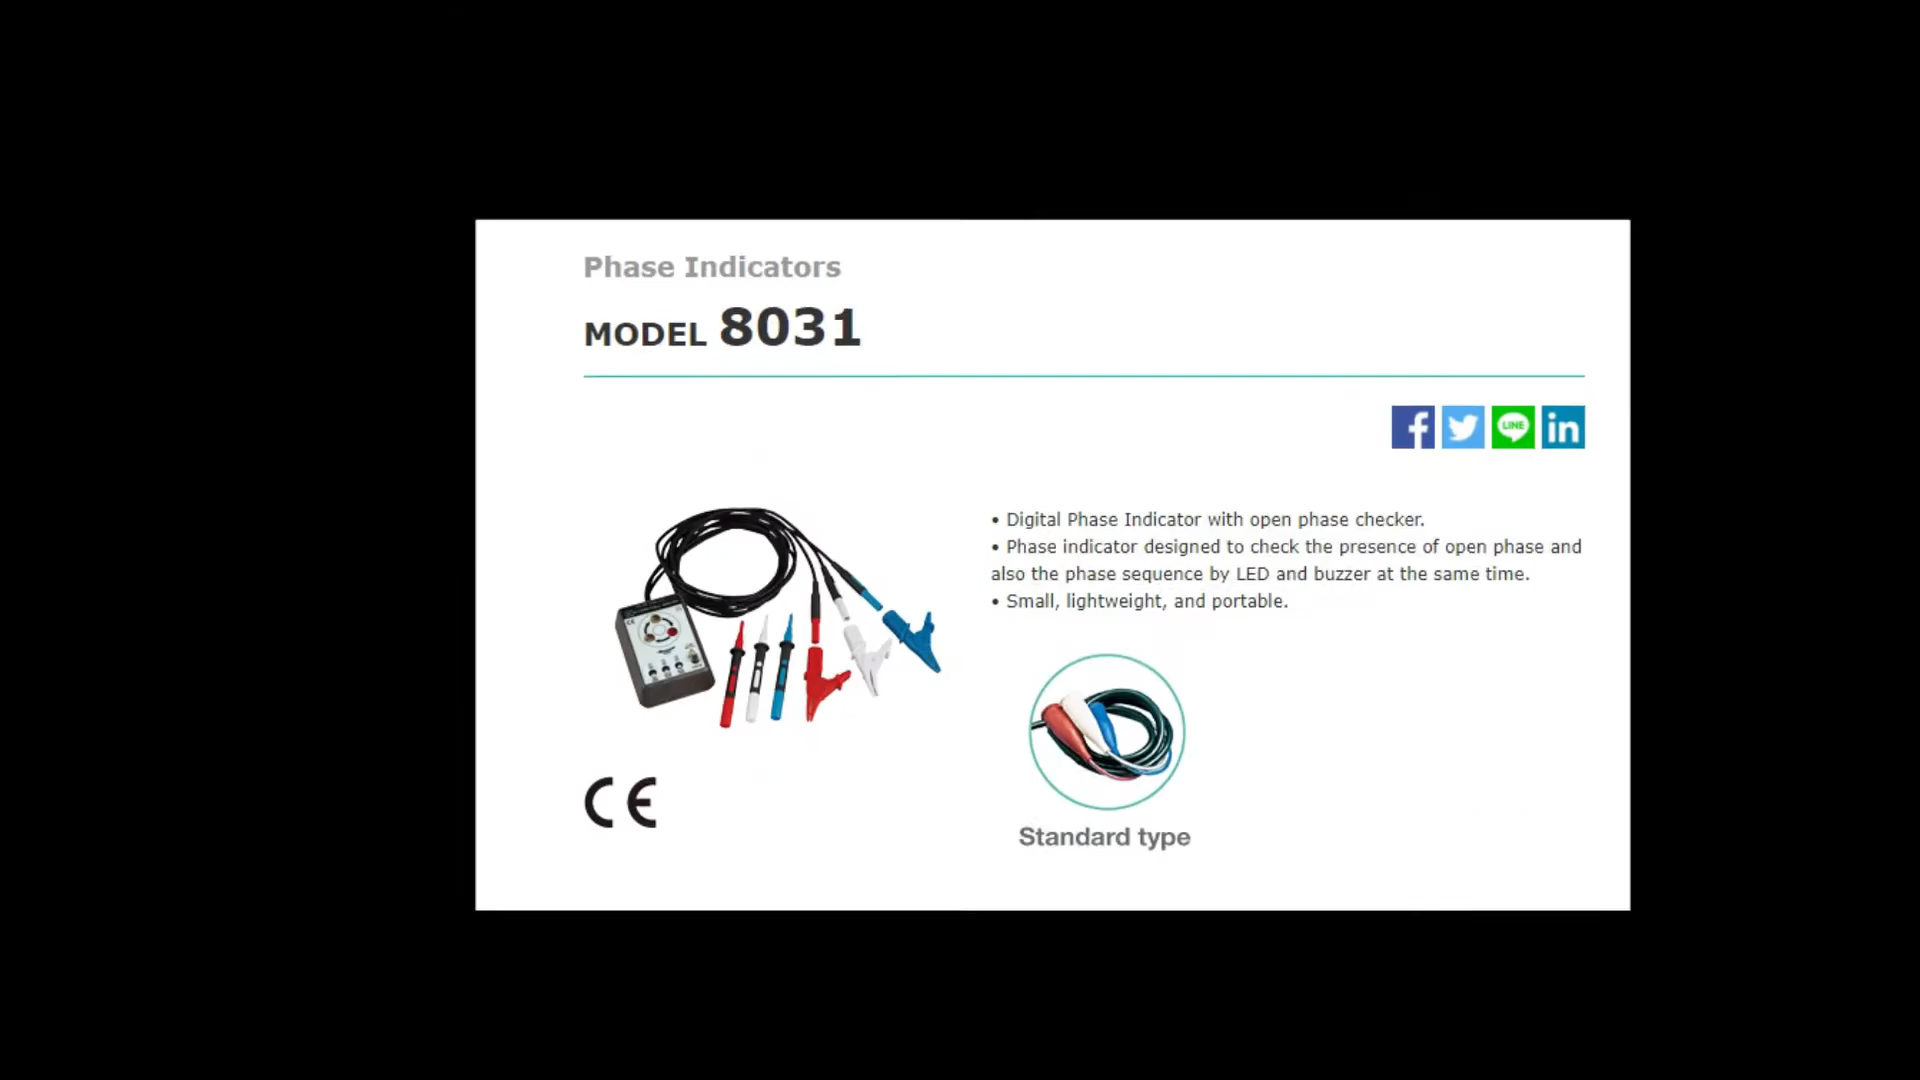 Phase Indicators
MODEL 8031
f LINE in
• Digital Phase Indicator with open phase checker.
• Phase indicator designed to check the presence of open phase and
also the phase sequence by LED and buzzer at the same time.
• Small, lightweight, and portable.
CE
Standard type